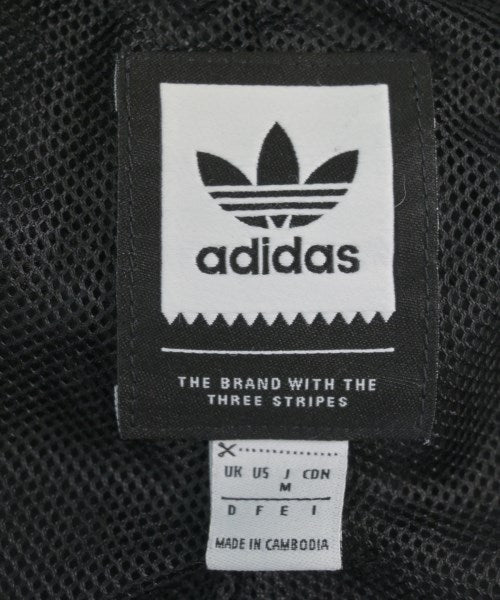 adidas
THE BRAND WITH THE
THREE STRIPES
UK US J CDN
M
D F E I
MADE IN CAMBODIA